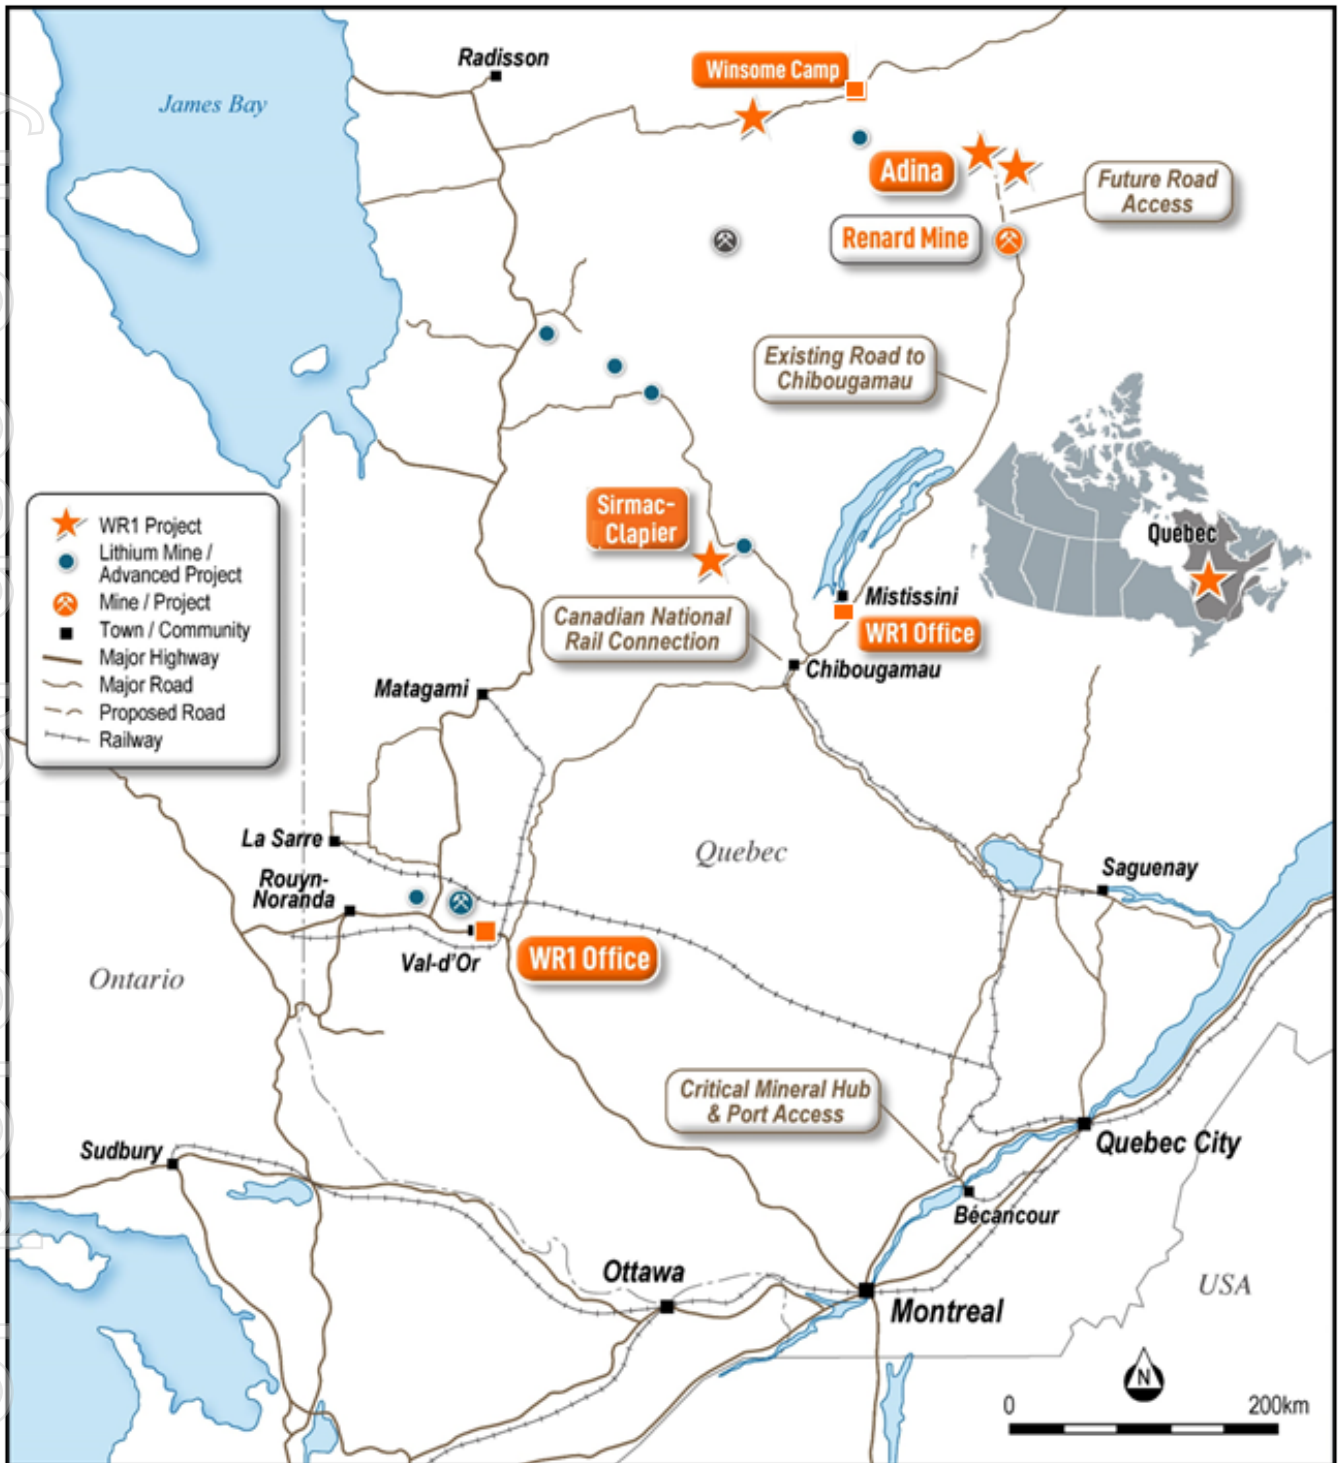 Radisson
Winsome Camp
James Bay
Adina
Future Road
Access
Renard Mine
Existing Road to
Chibougamau
Sirmac-
Clapier
Quebec
WR1 Project
Lithium Mine /
Advanced Project
Mine / Project
Town / Community
Major Highway
Major Road
Proposed Road
Railway
Mistissini
WR1 Office
Canadian National
Rail Connection
Chibougamau
Matagami
La Sarre
Quebec
Saguenay
Rouyn-
Noranda
Val-d'Or
WR1 Office
Ontario
Critical Mineral Hub
& Port Access
Sudbury
Quebec City
Bécancour
Ottawa
Montreal
USA
N
0 200km